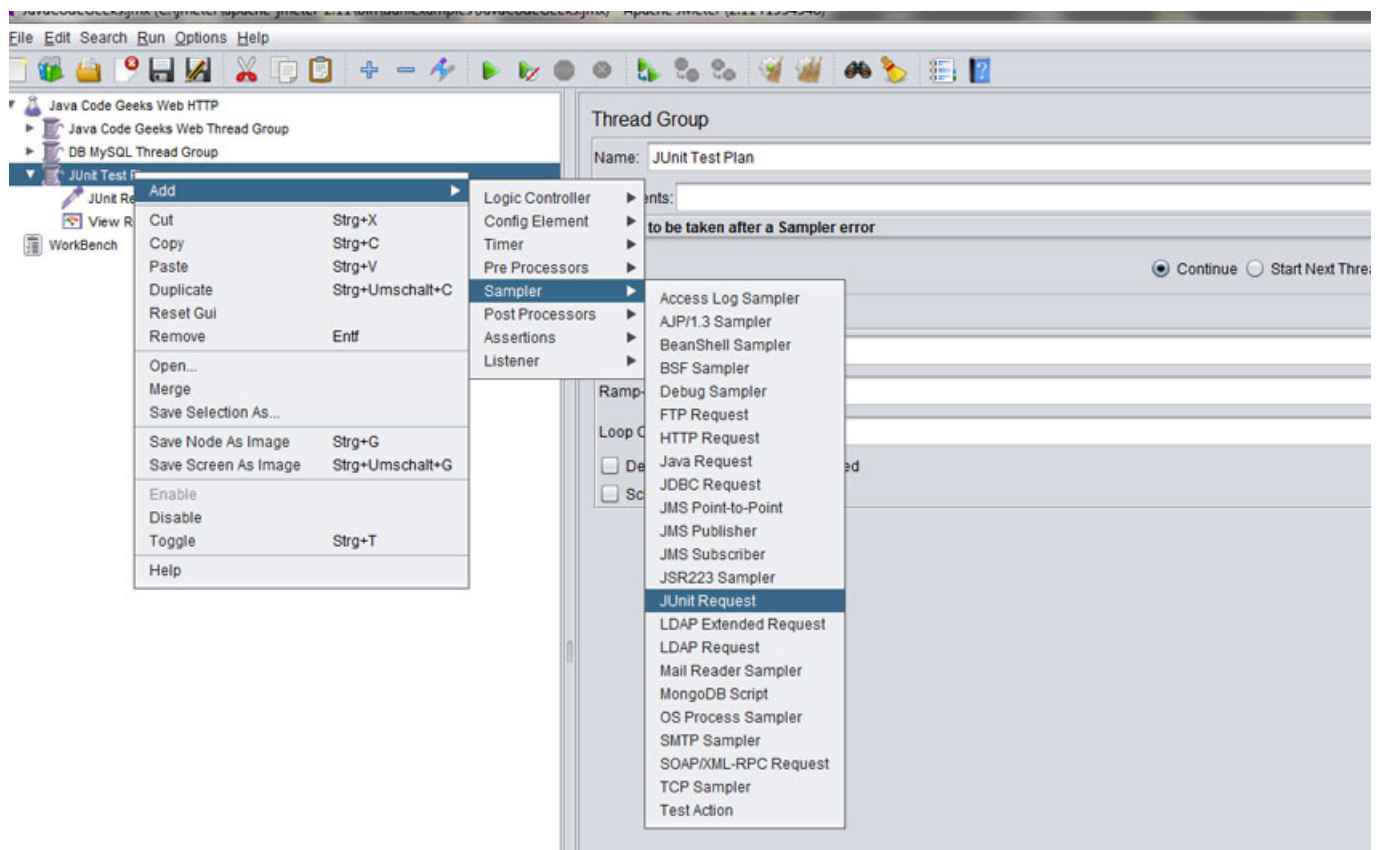 File Edit Search Run Options Help
Java Code Geeks Web HTTP
Java Code Geeks Web Thread Group
DB MySQL Thread Group
JUnit Test
JUnit
View
WorkBench
Add
Cut Strg+X
Copy Strg+C
Paste Strg+V
Duplicate Strg+Umschalt+C
Reset Gui
Remove Entf
Open...
Merge
Save Selection As...
Save Node As Image Strg+G
Save Screen As Image Strg+Umschalt+G
Enable
Disable
Toggle Strg+T
Help
Logic Controller
Config Element
Timer
Pre Processors
Sampler
Post Processors
Assertions
Listener
Access Log Sampler
AJP/1.3 Sampler
BeanShell Sampler
BSF Sampler
Debug Sampler
FTP Request
HTTP Request
Java Request
JDBC Request
JMS Point-to-Point
JMS Publisher
JMS Subscriber
JSR223 Sampler
JUnit Request
LDAP Extended Request
LDAP Request
Mail Reader Sampler
MongoDB Script
OS Process Sampler
SMTP Sampler
SOAP/XML-RPC Request
TCP Sampler
Test Action
Thread Group
Name: JUnit Test Plan
ents:
to be taken after a Sampler error
Continue Start Next Threa
Ramp-
Loop C
De ed
Sc